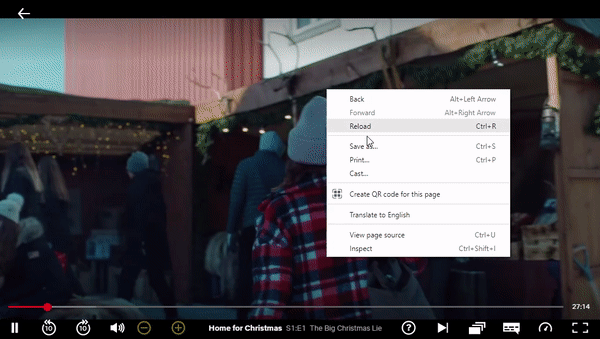 Back Alt+Left Arrow
Forward Alt+Right Arrow
Reload Ctrl+R
Save as... Ctrl+S
Print... Ctrl+P
Cast...
Create QR code for this page
Translate to English
View page source Ctrl+U
Inspect Ctrl+Shift+I
27:14
10 10 Home for Christmas S1:E1 The Big Christmas Lie ?